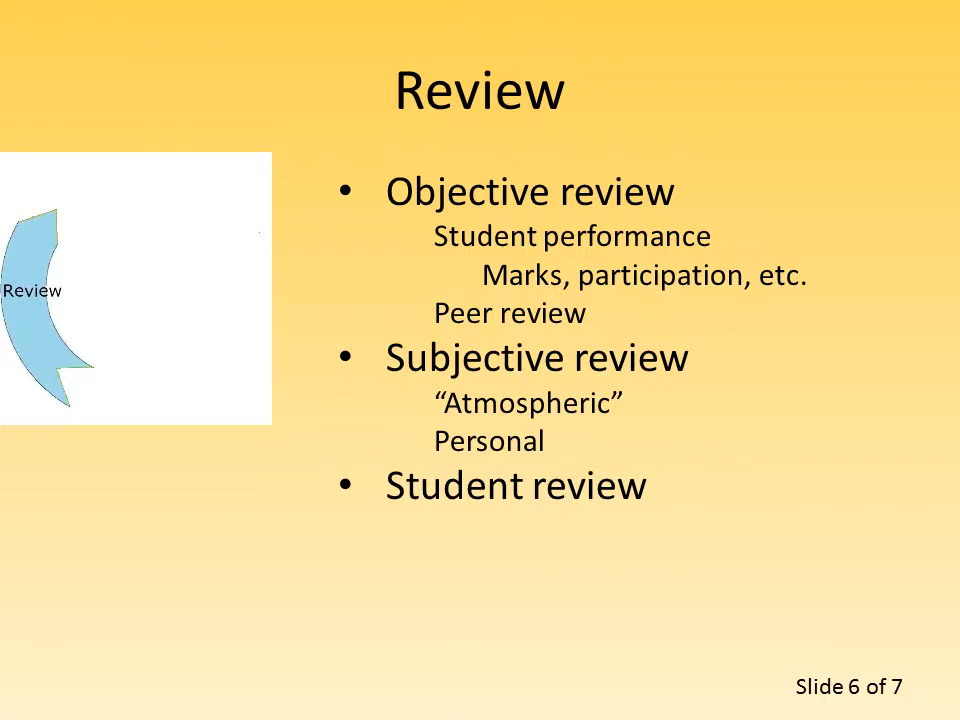 Review
Review
• Objective review
Student performance
Marks, participation, etc.
Peer review
• Subjective review
“Atmospheric”
Personal
• Student review
Slide 6 of 7